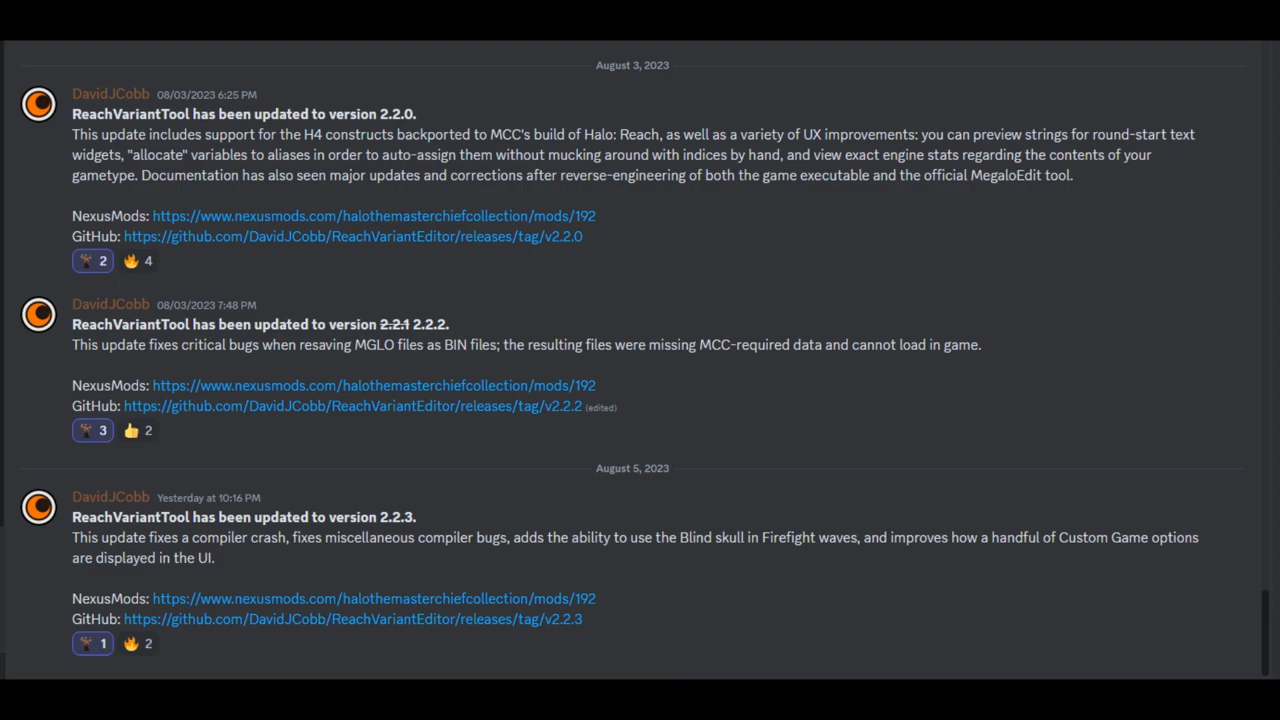 August 3, 2023
DavidJCobb 08/03/2023 6:25 PM
ReachVariantTool has been updated to version 2.2.0.
This update includes support for the H4 constructs backported to MCC's build of Halo: Reach, as well as a variety of UX improvements: you can preview strings for round-start text
widgets, "allocate" variables to aliases in order to auto-assign them without mucking around with indices by hand, and view exact engine stats regarding the contents of your
gametype. Documentation has also seen major updates and corrections after reverse-engineering of both the game executable and the official MegaloEdit tool.
NexusMods: https://www.nexusmods.com/halothemasterchiefcollection/mods/192
GitHub: https://github.com/DavidJCobb/ReachVariantEditor/releases/tag/v2.2.0
2 4
DavidJCobb 08/03/2023 7:48 PM
ReachVariantTool has been updated to version 2.2.1 2.2.2.
This update fixes critical bugs when resaving MGLO files as BIN files; the resulting files were missing MCC-required data and cannot load in game.
NexusMods: https://www.nexusmods.com/halothemasterchiefcollection/mods/192
GitHub: https://github.com/DavidJCobb/ReachVariantEditor/releases/tag/v2.2.2 (edited)
3 2
August 5, 2023
DavidJCobb Yesterday at 10:16 PM
ReachVariantTool has been updated to version 2.2.3.
This update fixes a compiler crash, fixes miscellaneous compiler bugs, adds the ability to use the Blind skull in Firefight waves, and improves how a handful of Custom Game options
are displayed in the UI.
NexusMods: https://www.nexusmods.com/halothemasterchiefcollection/mods/192
GitHub: https://github.com/DavidJCobb/ReachVariantEditor/releases/tag/v2.2.3
1 2